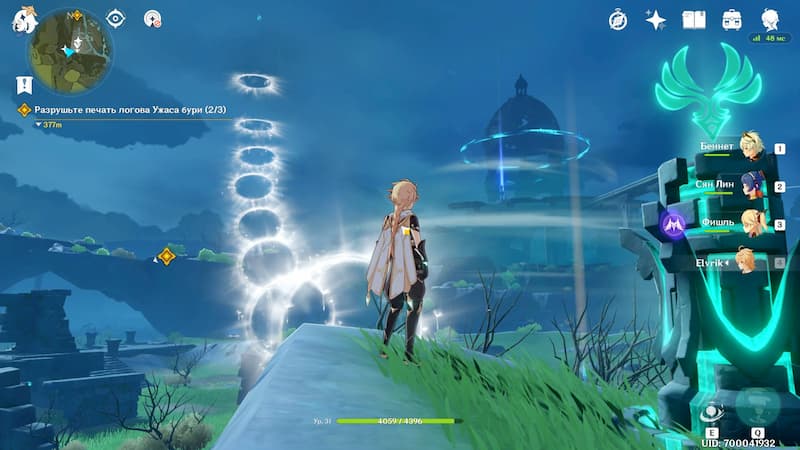 N
48 мс
Разрушьте печать логова Ужаса бури (2/3)
377m
Беннет
1
Сян Лин
2
Фишль
3
Elvrik
4
Ур. 31
4059 / 4396
E
Q
UID: 700041932